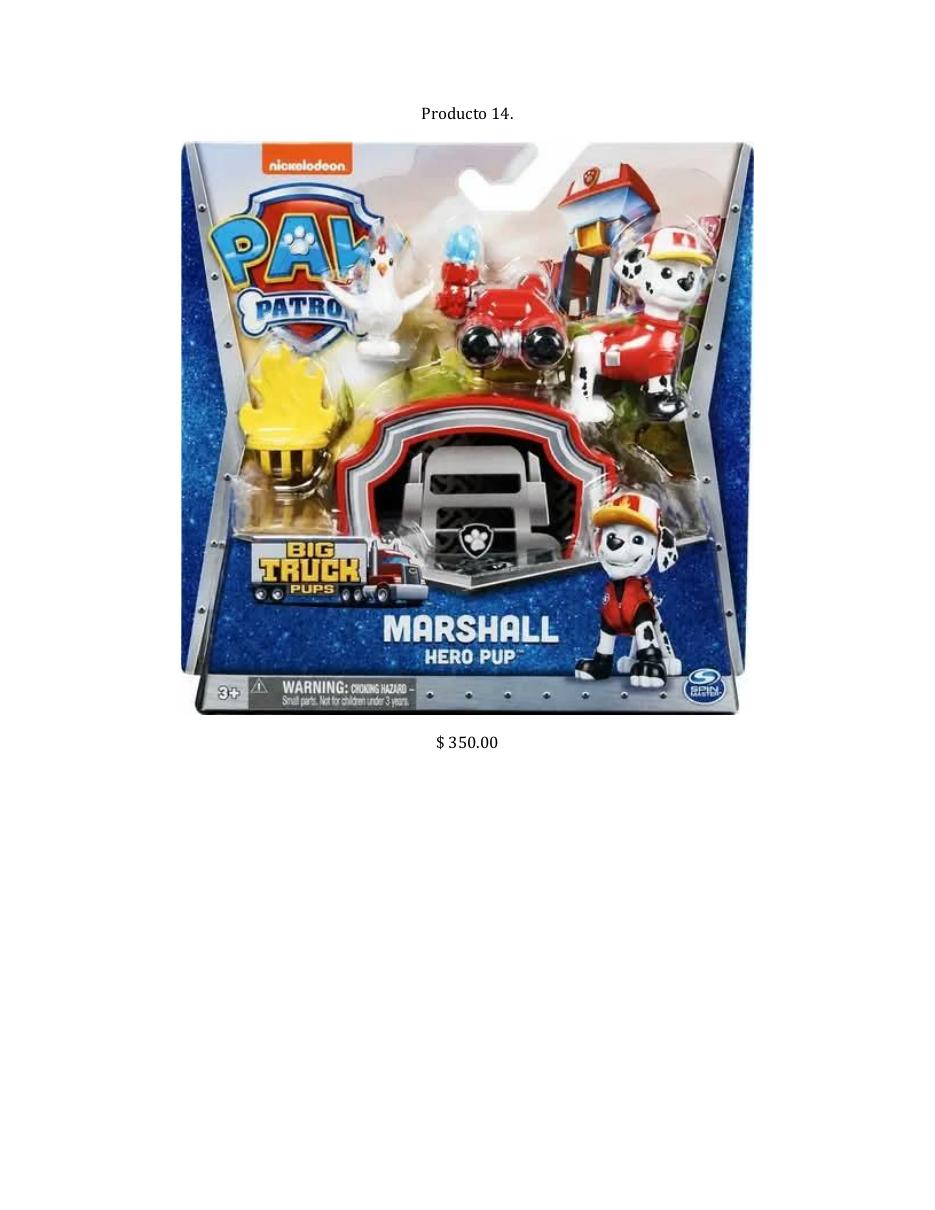 Producto 14.
nickelodeon
PAW
PATROL
BIG
TRUCK
PUPS
MARSHALL
HERO PUP™
3+
WARNING: CHOKING HAZARD –
Small parts. Not for children under 3 years.
SPIN
MASTER
$ 350.00